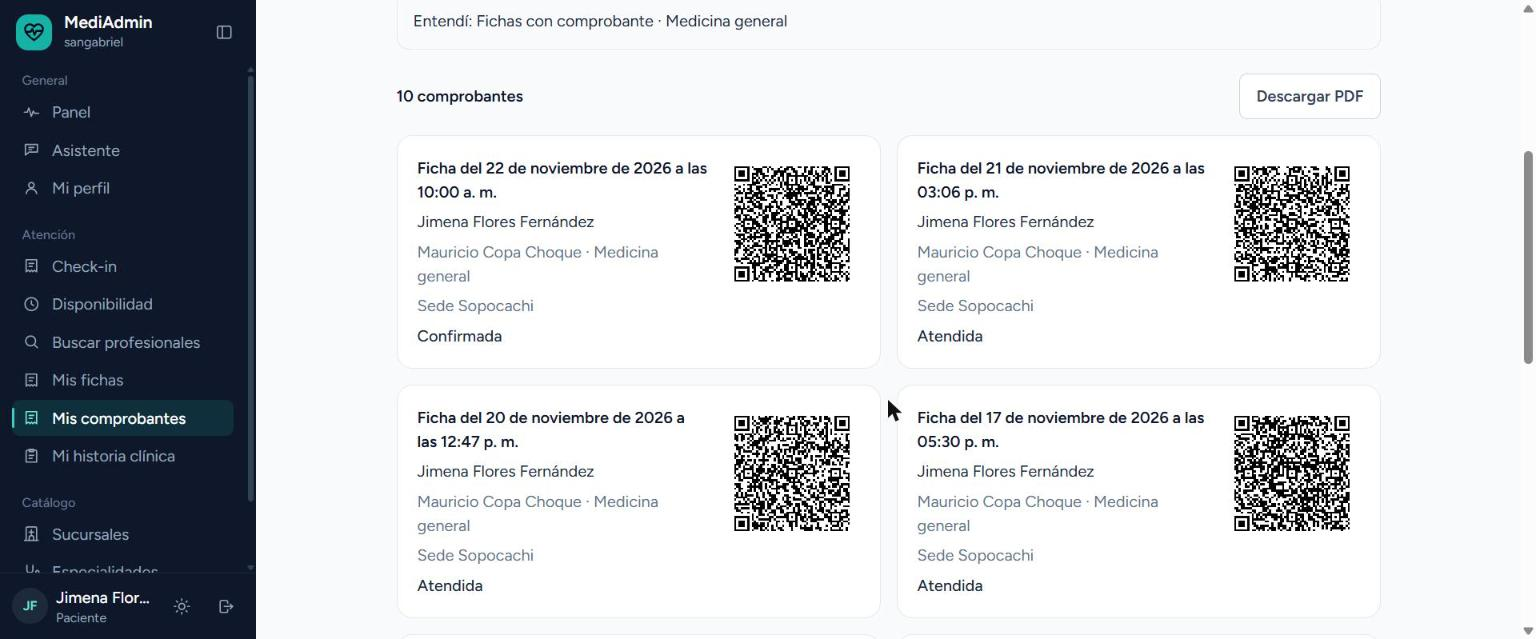 MediAdmin
sangabriel
General
Panel
Asistente
Mi perfil
Atención
Check-in
Disponibilidad
Buscar profesionales
Mis fichas
Mis comprobantes
Mi historia clínica
Catálogo
Sucursales
Especialidades
JF
Jimena Flor...
Paciente
Entendí: Fichas con comprobante · Medicina general
10 comprobantes
Descargar PDF
Ficha del 22 de noviembre de 2026 a las
10:00 a. m.
Jimena Flores Fernández
Mauricio Copa Choque · Medicina
general
Sede Sopocachi
Confirmada
Ficha del 21 de noviembre de 2026 a las
03:06 p. m.
Jimena Flores Fernández
Mauricio Copa Choque · Medicina
general
Sede Sopocachi
Atendida
Ficha del 20 de noviembre de 2026 a
las 12:47 p. m.
Jimena Flores Fernández
Mauricio Copa Choque · Medicina
general
Sede Sopocachi
Atendida
Ficha del 17 de noviembre de 2026 a las
05:30 p. m.
Jimena Flores Fernández
Mauricio Copa Choque · Medicina
general
Sede Sopocachi
Atendida